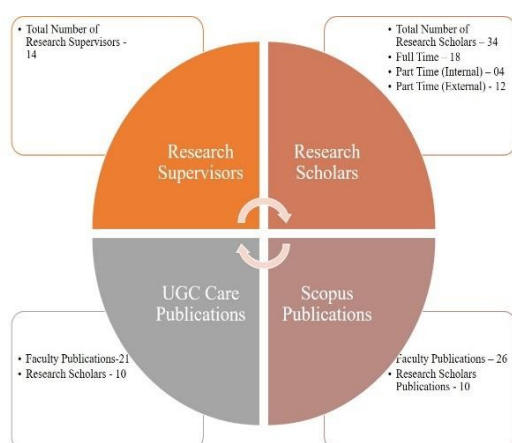 • Total Number of
Research Supervisors -
14
• Total Number of
Research Scholars – 34
• Full Time – 18
• Part Time (Internal) – 04
• Part Time (External) - 12
Research
Supervisors
Research
Scholars
UGC Care
Publications
Scopus
Publications
• Faculty Publications-21
• Research Scholars - 10
Faculty Publications – 26
• Research Scholars
Publications - 10